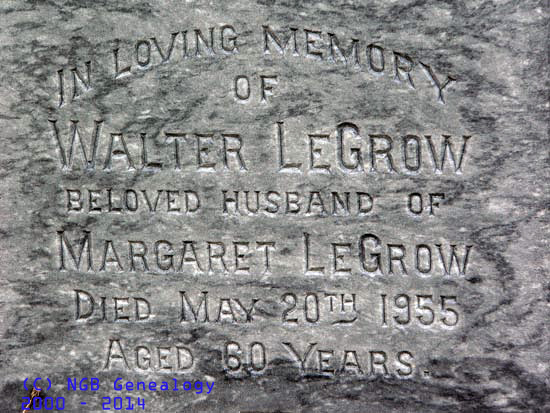 IN LOVING MEMORY
OF
WALTER LEGROW
BELOVED HUSBAND OF
MARGARET LEGROW
DIED MAY 20TH 1955
AGED 60 YEARS.
(C) NGB Genealogy
2000 - 2014